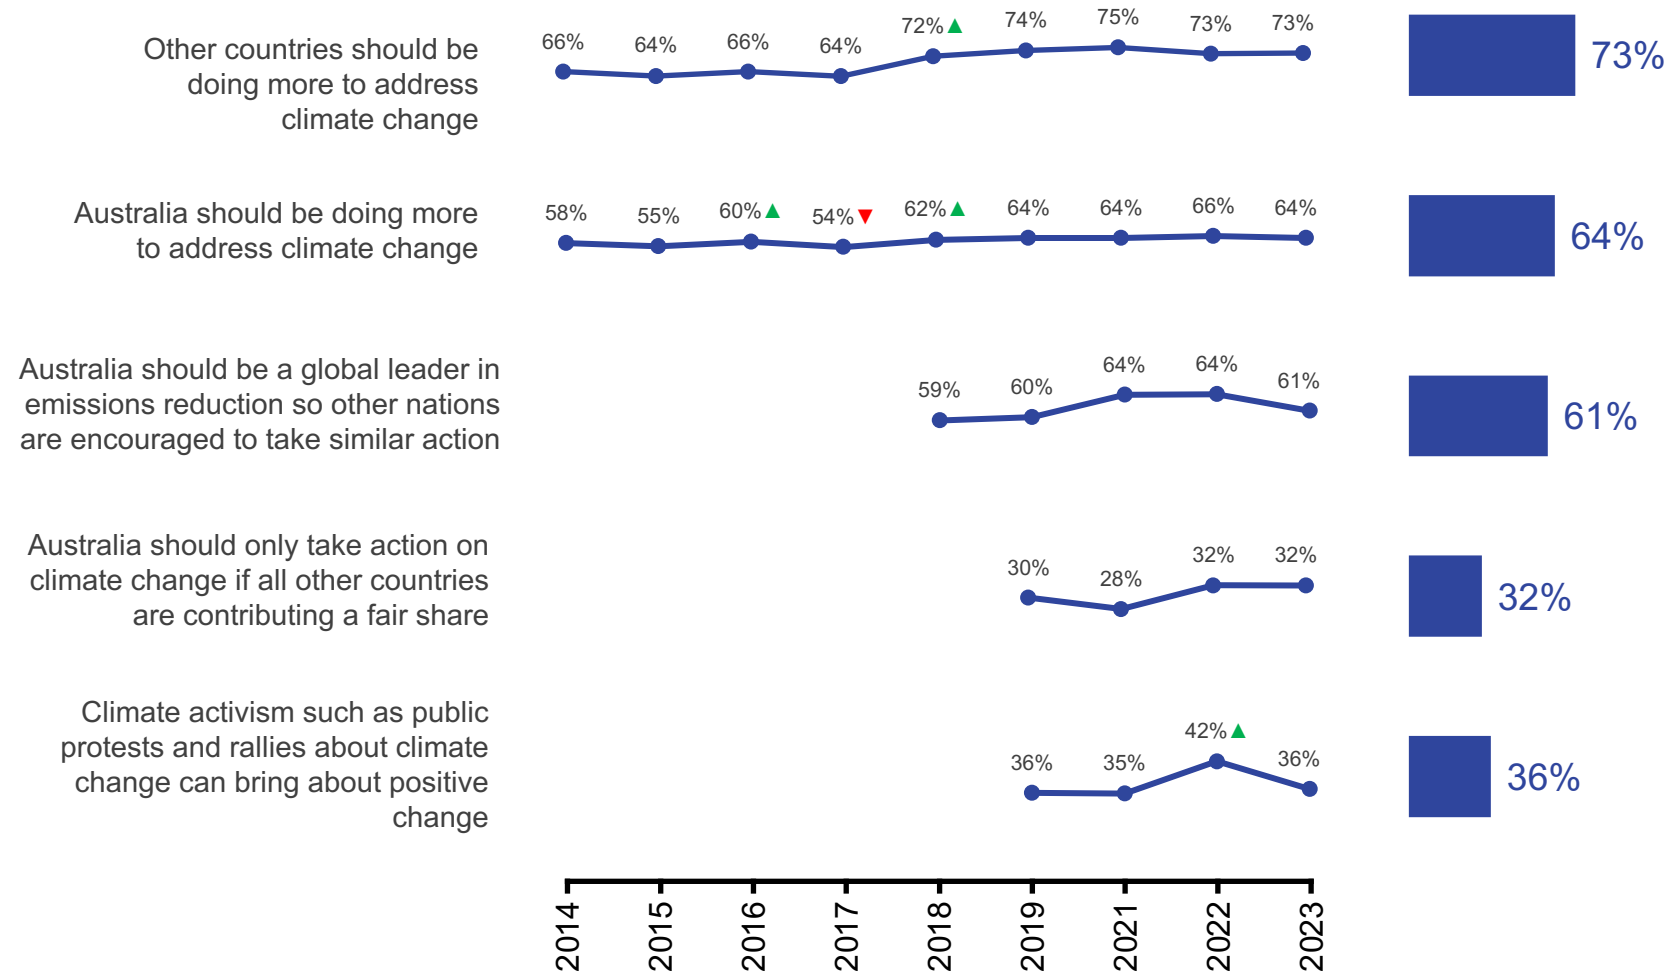 Other countries should be
doing more to address
climate change
66% 64% 66% 64% 72% 74% 75% 73% 73%
73%
Australia should be doing more
to address climate change
58% 55% 60% 54% 62% 64% 64% 66% 64%
64%
Australia should be a global leader in
emissions reduction so other nations
are encouraged to take similar action
59% 60% 64% 64% 61%
61%
Australia should only take action on
climate change if all other countries
are contributing a fair share
30% 28% 32% 32%
32%
Climate activism such as public
protests and rallies about climate
change can bring about positive
change
36% 35% 42% 36%
36%
2014 2015 2016 2017 2018 2019 2021 2022 2023